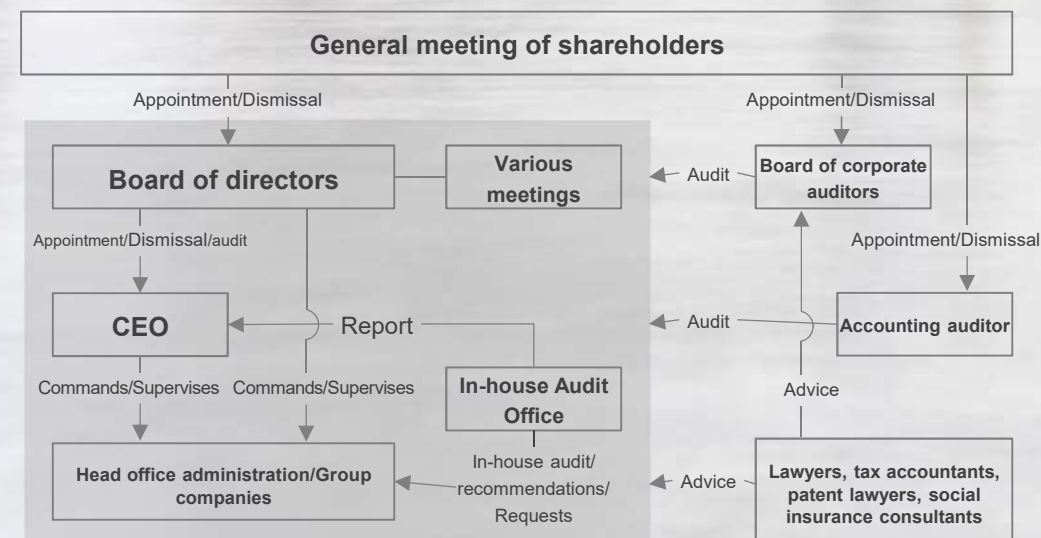 General meeting of shareholders
Appointment/Dismissal
Appointment/Dismissal
Board of directors
Various
meetings
Audit
Board of corporate
auditors
Appointment/Dismissal/audit
Appointment/Dismissal
CEO
Report
Audit
Accounting auditor
Commands/Supervises
Commands/Supervises
In-house Audit
Office
Advice
Head office administration/Group
companies
In-house audit/
recommendations/
Requests
Advice
Lawyers, tax accountants,
patent lawyers, social
insurance consultants